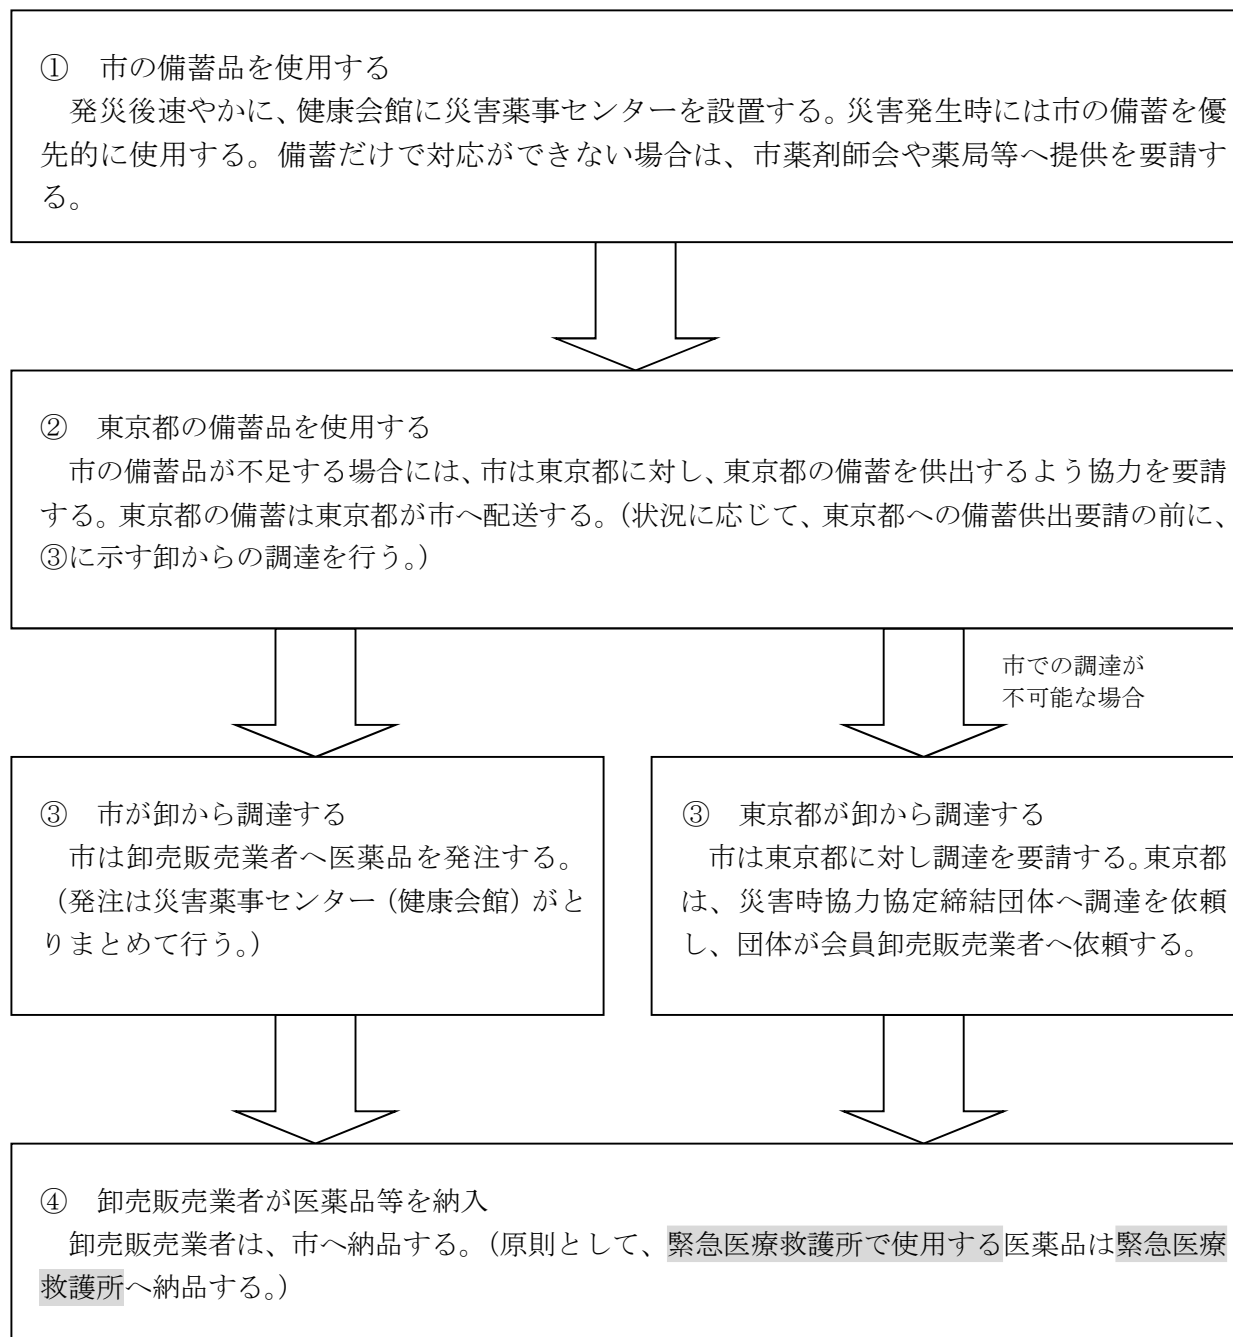 ① 市の備蓄品を使用する
発災後速やかに、健康会館に災害薬事センターを設置する。災害発生時には市の備蓄を優
先的に使用する。備蓄だけで対応ができない場合は、市薬剤師会や薬局等へ提供を要請す
る。
② 東京都の備蓄品を使用する
市の備蓄品が不足する場合には、市は東京都に対し、東京都の備蓄を供出するよう協力を要請
する。東京都の備蓄は東京都が市へ配送する。(状況に応じて、東京都への備蓄供出要請の前に、
③に示す卸からの調達を行う。)
市での調達が
不可能な場合
③ 市が卸から調達する
市は卸売販売業者へ医薬品を発注する。
(発注は災害薬事センター(健康会館)がと
りまとめて行う。)
③ 東京都が卸から調達する
市は東京都に対し調達を要請する。東京都
は、災害時協力協定締結団体へ調達を依頼
し、団体が会員卸売販売業者へ依頼する。
④ 卸売販売業者が医薬品等を納入
卸売販売業者は、市へ納品する。(原則として、緊急医療救護所で使用する医薬品は緊急医療
救護所へ納品する。)